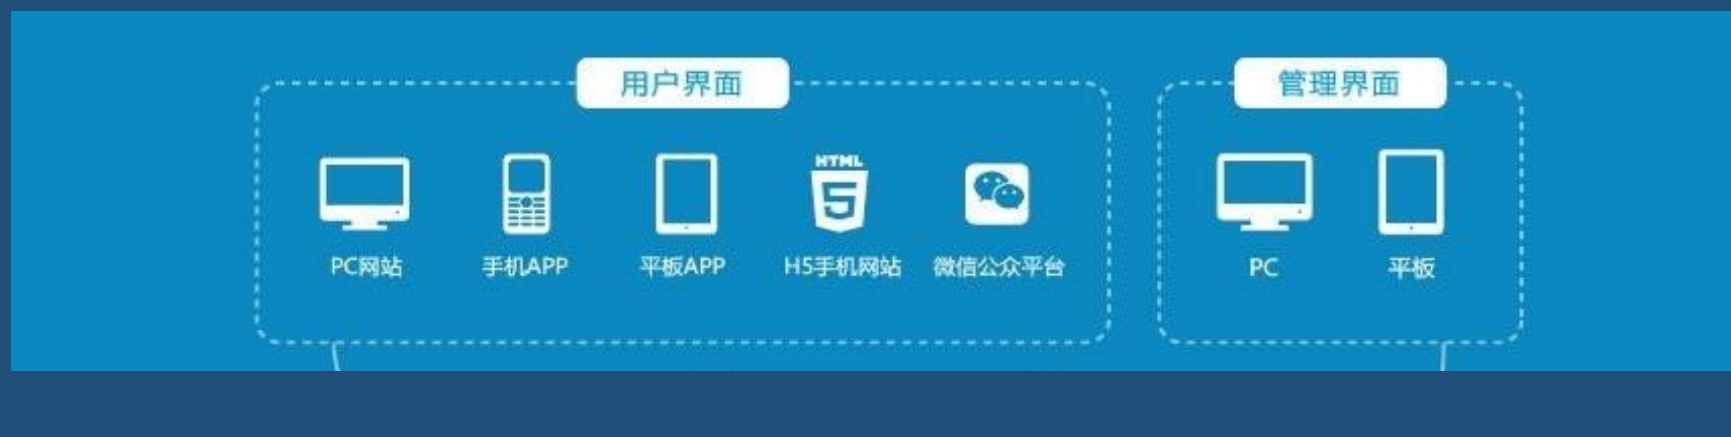 用户界面
管理界面
HTML
5
PC网站
手机APP
平板APP
H5手机网站
微信公众平台
PC
平板